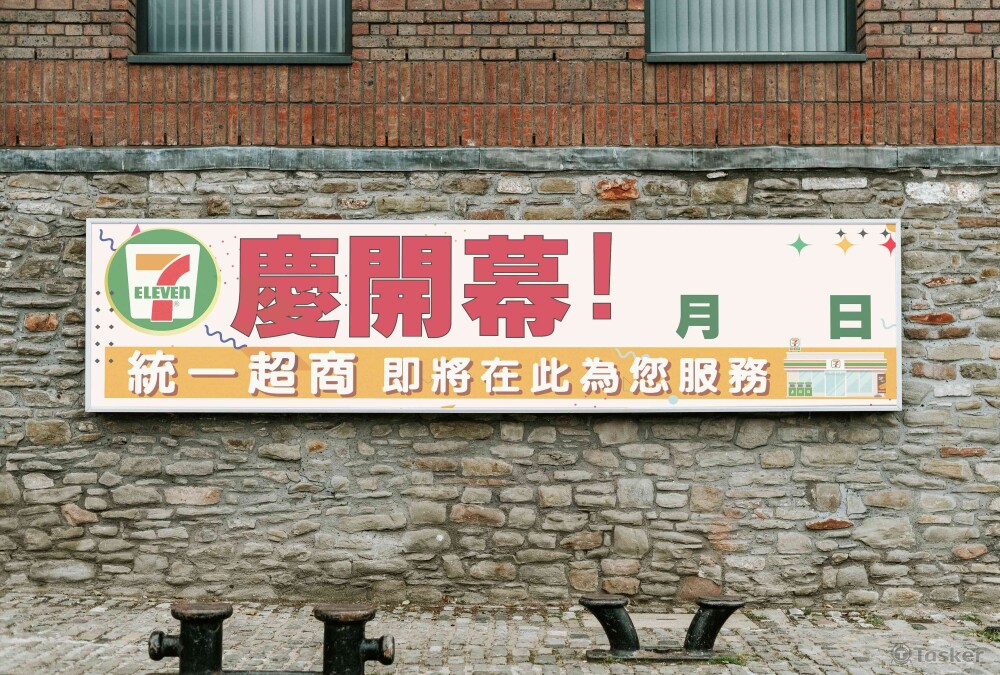 7
ELEVEN
慶開幕!
月 日
統一超商 即將在此為您服務
Tasker